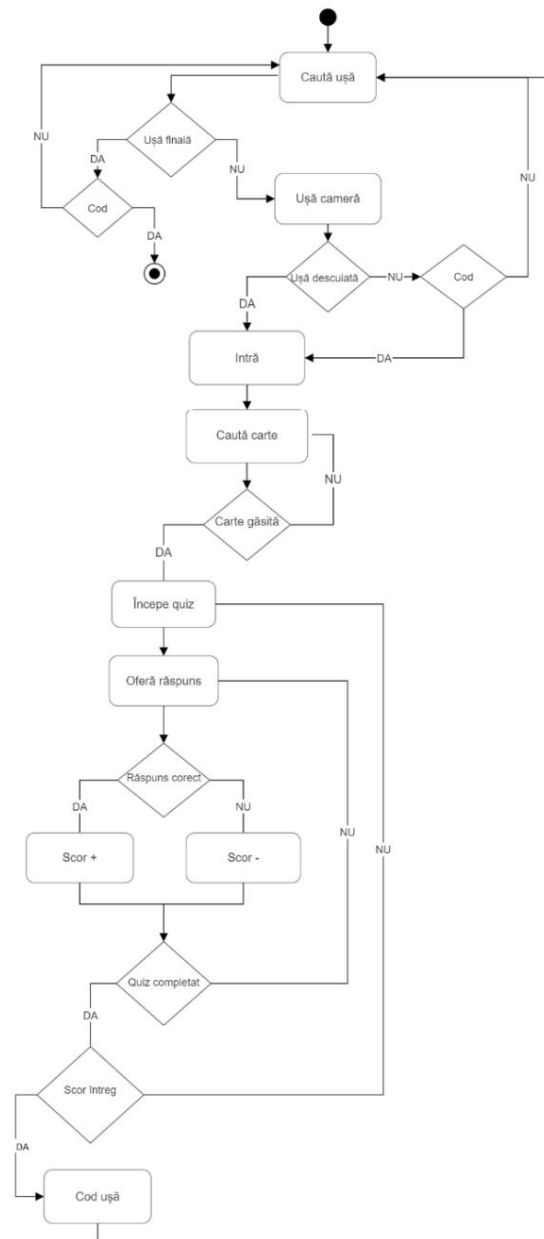 Caută ușă
Ușă finală
NU
DA
NU
NU
Cod
Ușă cameră
DA
Ușă descuiată
NU
Cod
DA
Intră
DA
Caută carte
NU
Carte găsită
DA
Începe quiz
Oferă răspuns
Răspuns corect
DA
NU
NU
NU
Scor +
Scor -
Quiz completat
DA
Scor întreg
DA
Cod ușă